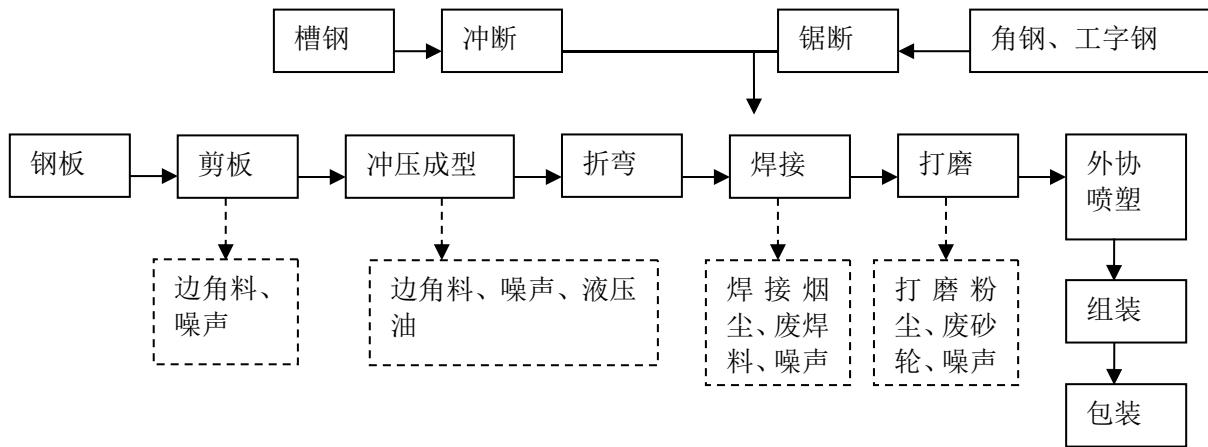 槽钢
冲断
锯断
角钢、工字钢
钢板
剪板
冲压成型
折弯
焊接
打磨
外协
喷塑
边角料、
噪声
边角料、噪声、液压
油
焊接烟
尘、废焊
料、噪声
打磨粉
尘、废砂
轮、噪声
组装
包装